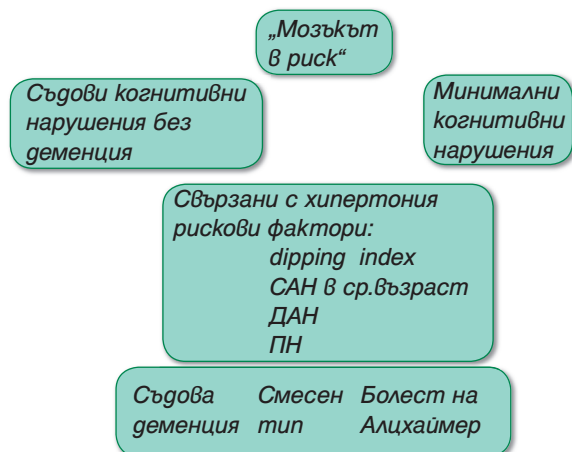 „Мозъкът
в риск“
Съдови когнитивни
нарушения без
деменция
Минимални
когнитивни
нарушения
Свързани с хипертония
рискови фактори:
dipping index
САН в ср.възраст
ДАН
ПН
Съдова Смесен Болест на
деменция тип Алцхаймер